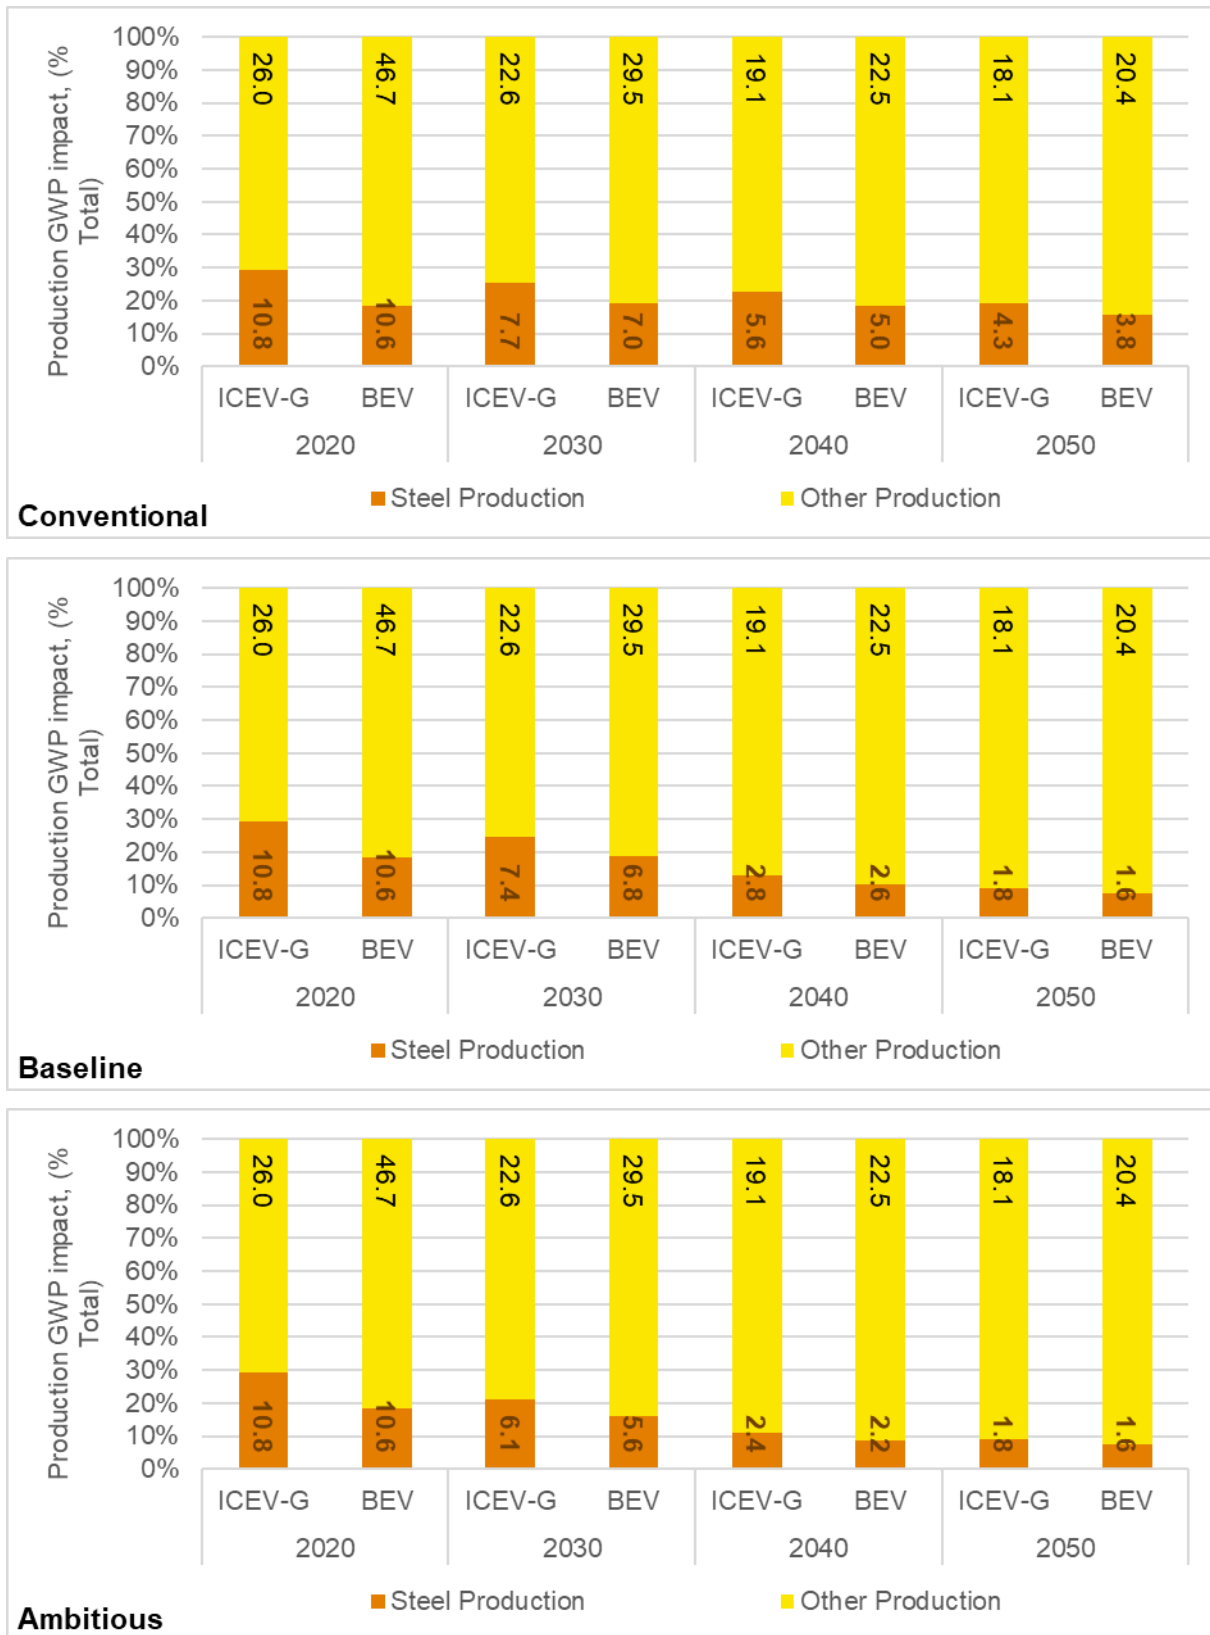 Production GWP impact, (%
Total)
100%
90%
80%
70%
60%
50%
40%
30%
20%
10%
0%
26.0 46.7 22.6 29.5 19.1 22.5 18.1 20.4
10.8 10.6 7.7 7.0 5.6 5.0 4.3 3.8
ICEV-G BEV ICEV-G BEV ICEV-G BEV ICEV-G BEV
2020 2030 2040 2050
Steel Production Other Production
Conventional
Production GWP impact, (%
Total)
100%
90%
80%
70%
60%
50%
40%
30%
20%
10%
0%
26.0 46.7 22.6 29.5 19.1 22.5 18.1 20.4
10.8 10.6 7.4 6.8 2.8 2.6 1.8 1.6
ICEV-G BEV ICEV-G BEV ICEV-G BEV ICEV-G BEV
2020 2030 2040 2050
Steel Production Other Production
Baseline
Production GWP impact, (%
Total)
100%
90%
80%
70%
60%
50%
40%
30%
20%
10%
0%
26.0 46.7 22.6 29.5 19.1 22.5 18.1 20.4
10.8 10.6 6.1 5.6 2.4 2.2 1.8 1.6
ICEV-G BEV ICEV-G BEV ICEV-G BEV ICEV-G BEV
2020 2030 2040 2050
Steel Production Other Production
Ambitious